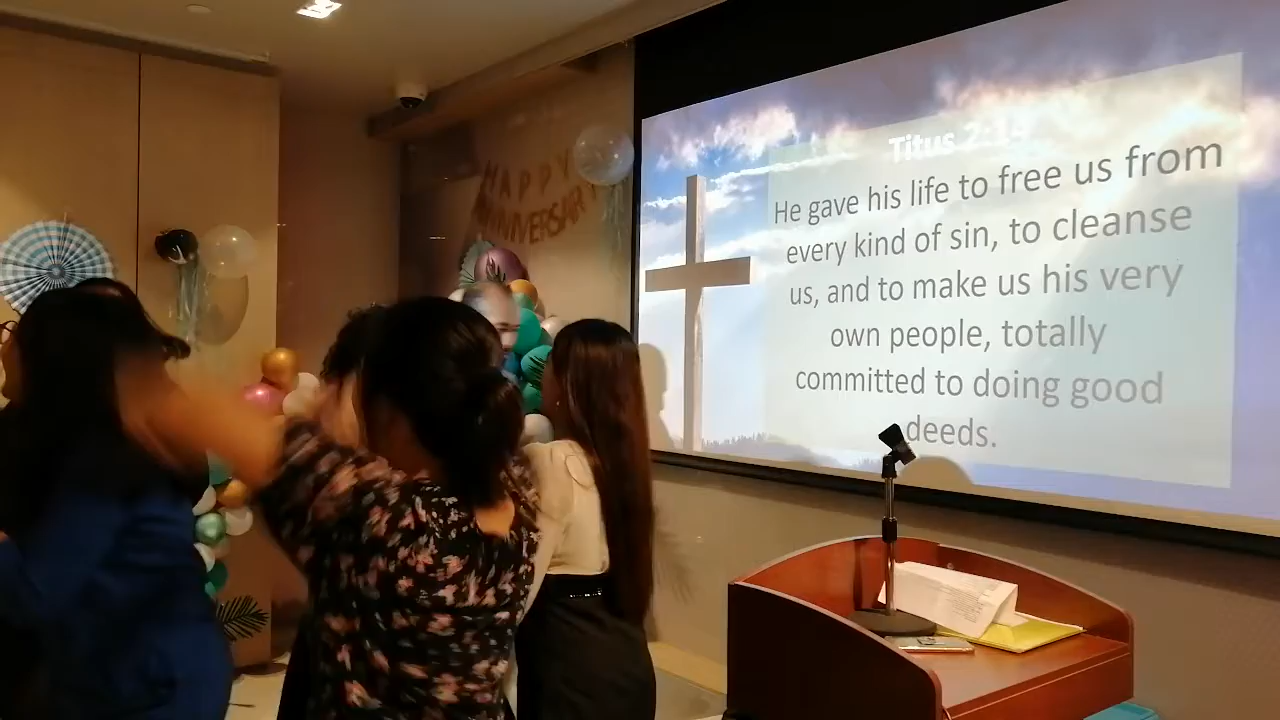 HAPPY
ANNIVERSARY
Titus 2:14
He gave his life to free us from
every kind of sin, to cleanse
us, and to make us his very
own people, totally
committed to doing good
deeds.